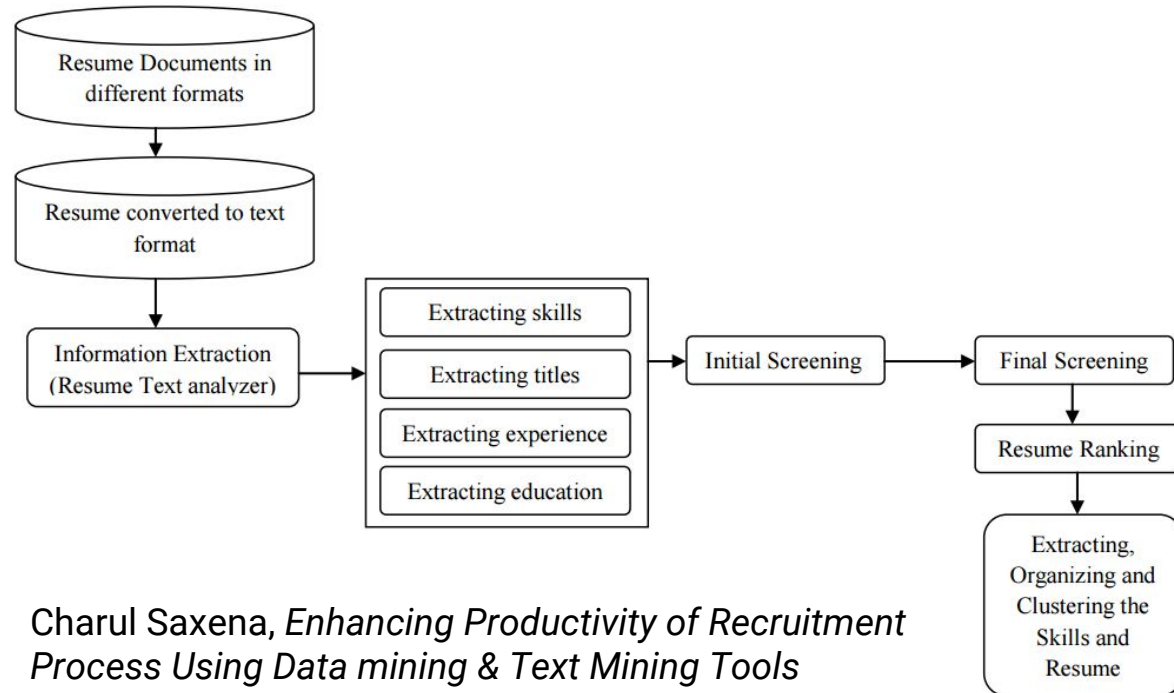 Resume Documents in
different formats
Resume converted to text
format
Information Extraction
(Resume Text analyzer)
Extracting skills
Extracting titles
Extracting experience
Extracting education
Initial Screening
Final Screening
Resume Ranking
Extracting,
Organizing and
Clustering the
Skills and
Resume
Charul Saxena, Enhancing Productivity of Recruitment
Process Using Data mining & Text Mining Tools